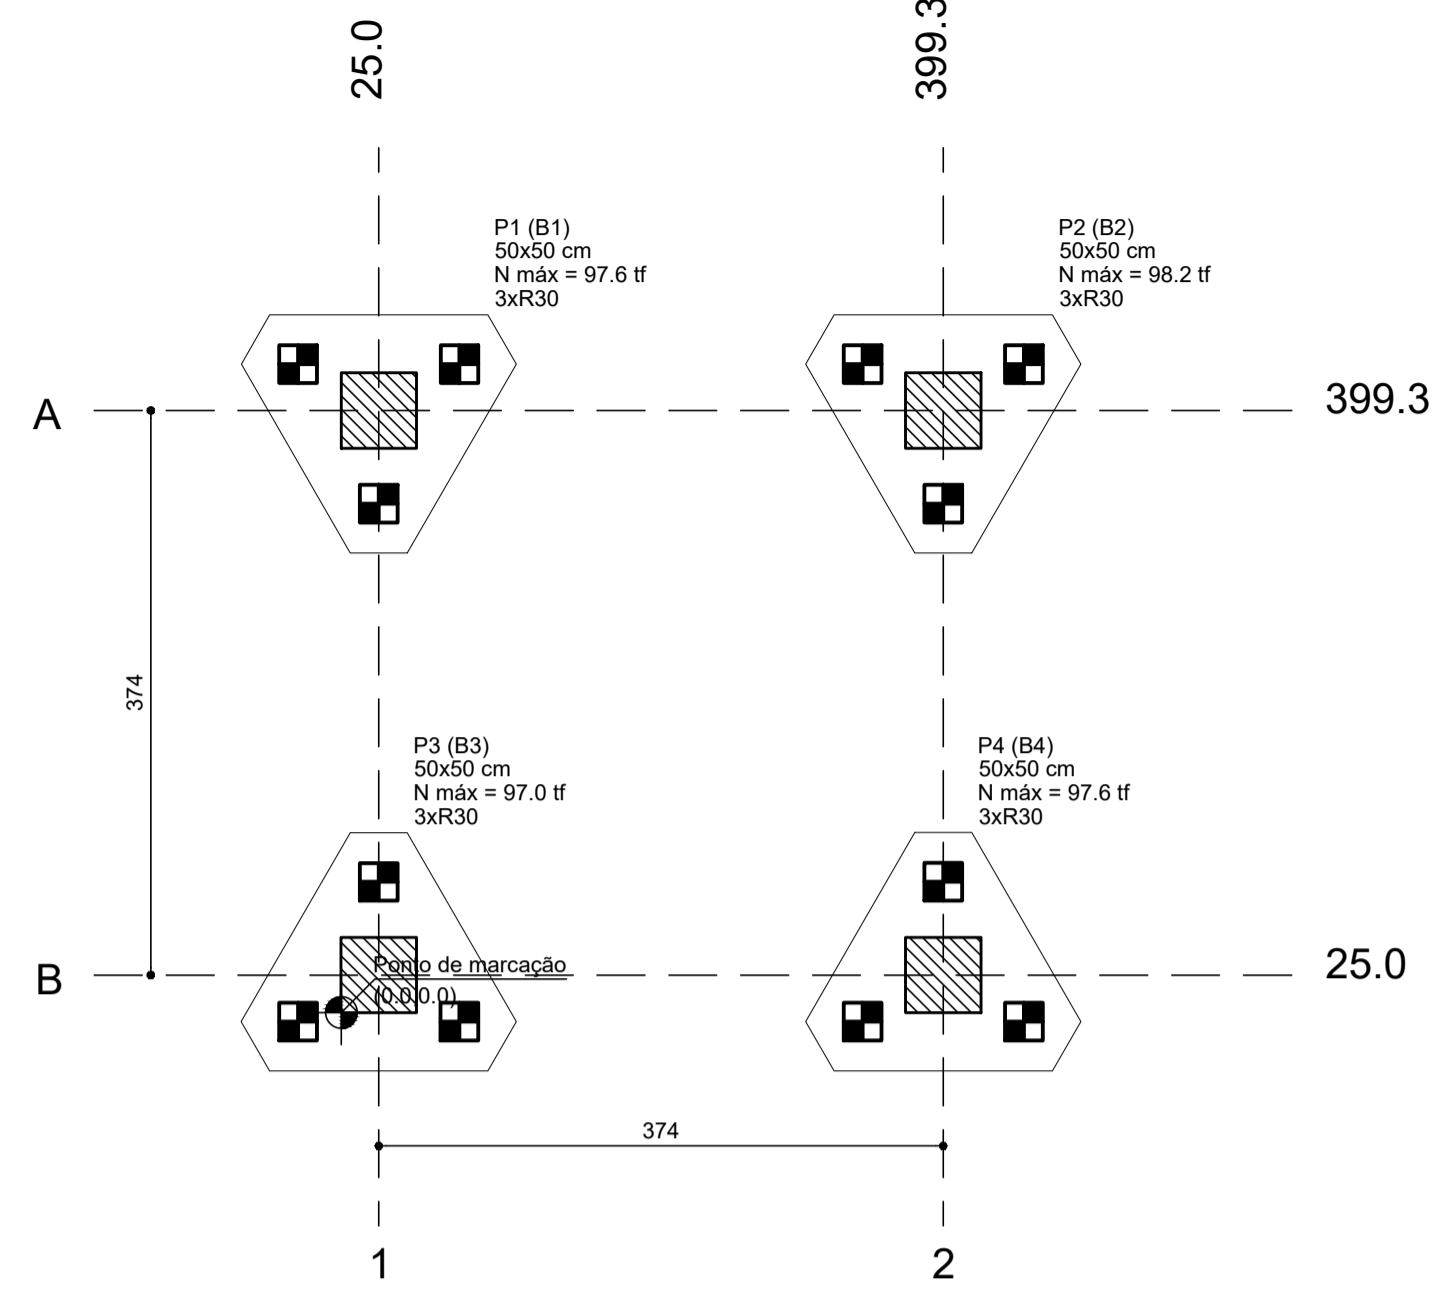 25.0
399.3
P1 (B1)
50x50 cm
N máx = 97.6 tf
3xR30
P2 (B2)
50x50 cm
N máx = 98.2 tf
3xR30
A
399.3
374
P3 (B3)
50x50 cm
N máx = 97.0 tf
3xR30
P4 (B4)
50x50 cm
N máx = 97.6 tf
3xR30
B
Ponto de marcação
(0.0,0.0)
25.0
374
1
2